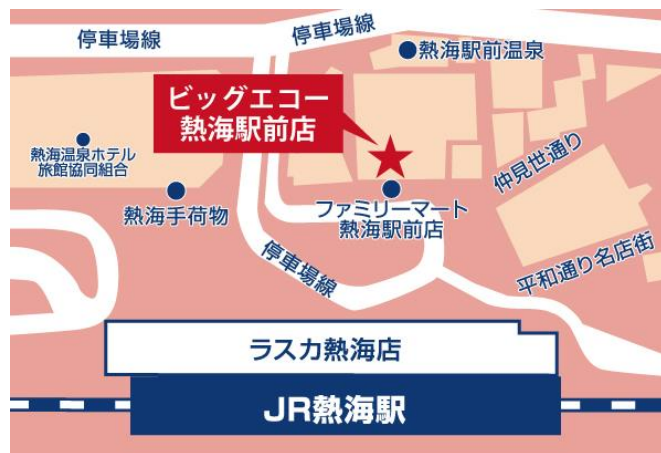 停車場線
停車場線
熱海駅前温泉
ビッグエコー
熱海駅前店
熱海温泉ホテル
旅館協同組合
熱海手荷物
ファミリーマート
熱海駅前店
仲見世通り
平和通り名店街
停車場線
ラスカ熱海店
JR熱海駅